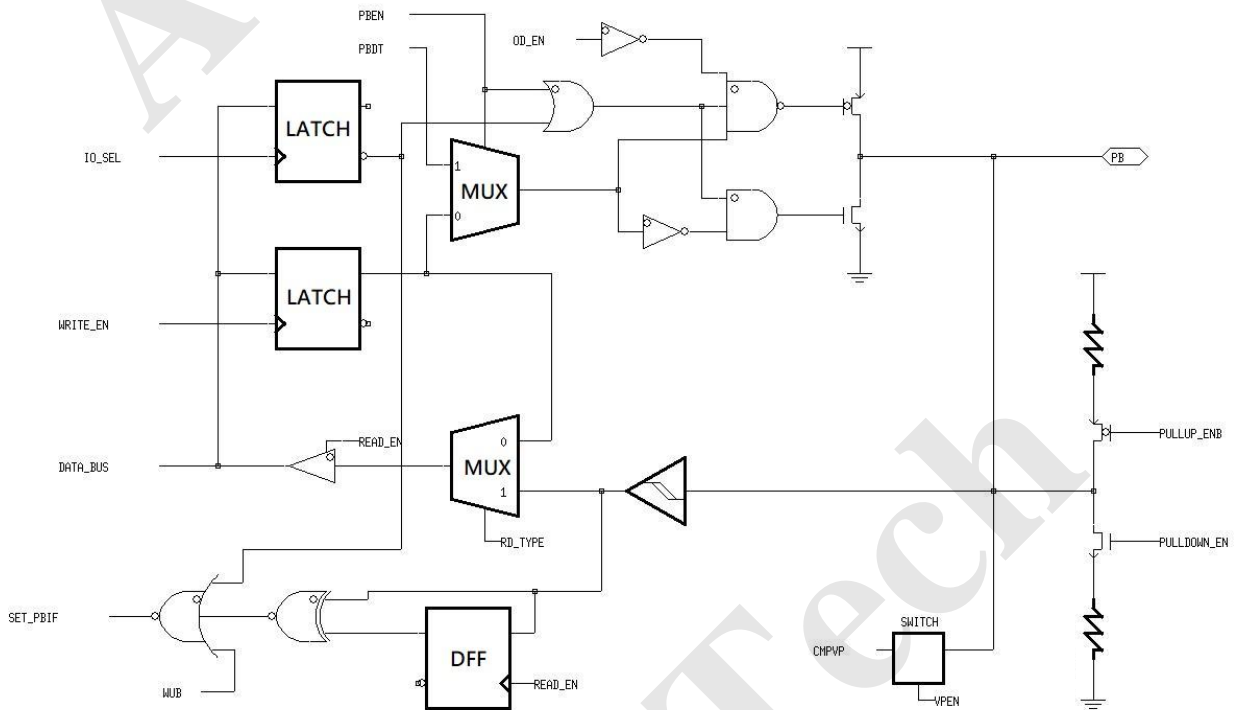 PBEN
PBDT
OD_EN
LATCH
IO_SEL
1
MUX
0
PB
LATCH
WRITE_EN
READ_EN
0
MUX
1
DATA_BUS
RD_TYPE
PULLUP_ENB
PULLDOWN_EN
SET_PBIF
WUB
DFF
READ_EN
SWITCH
CMPVP
VPEN
A
Tech